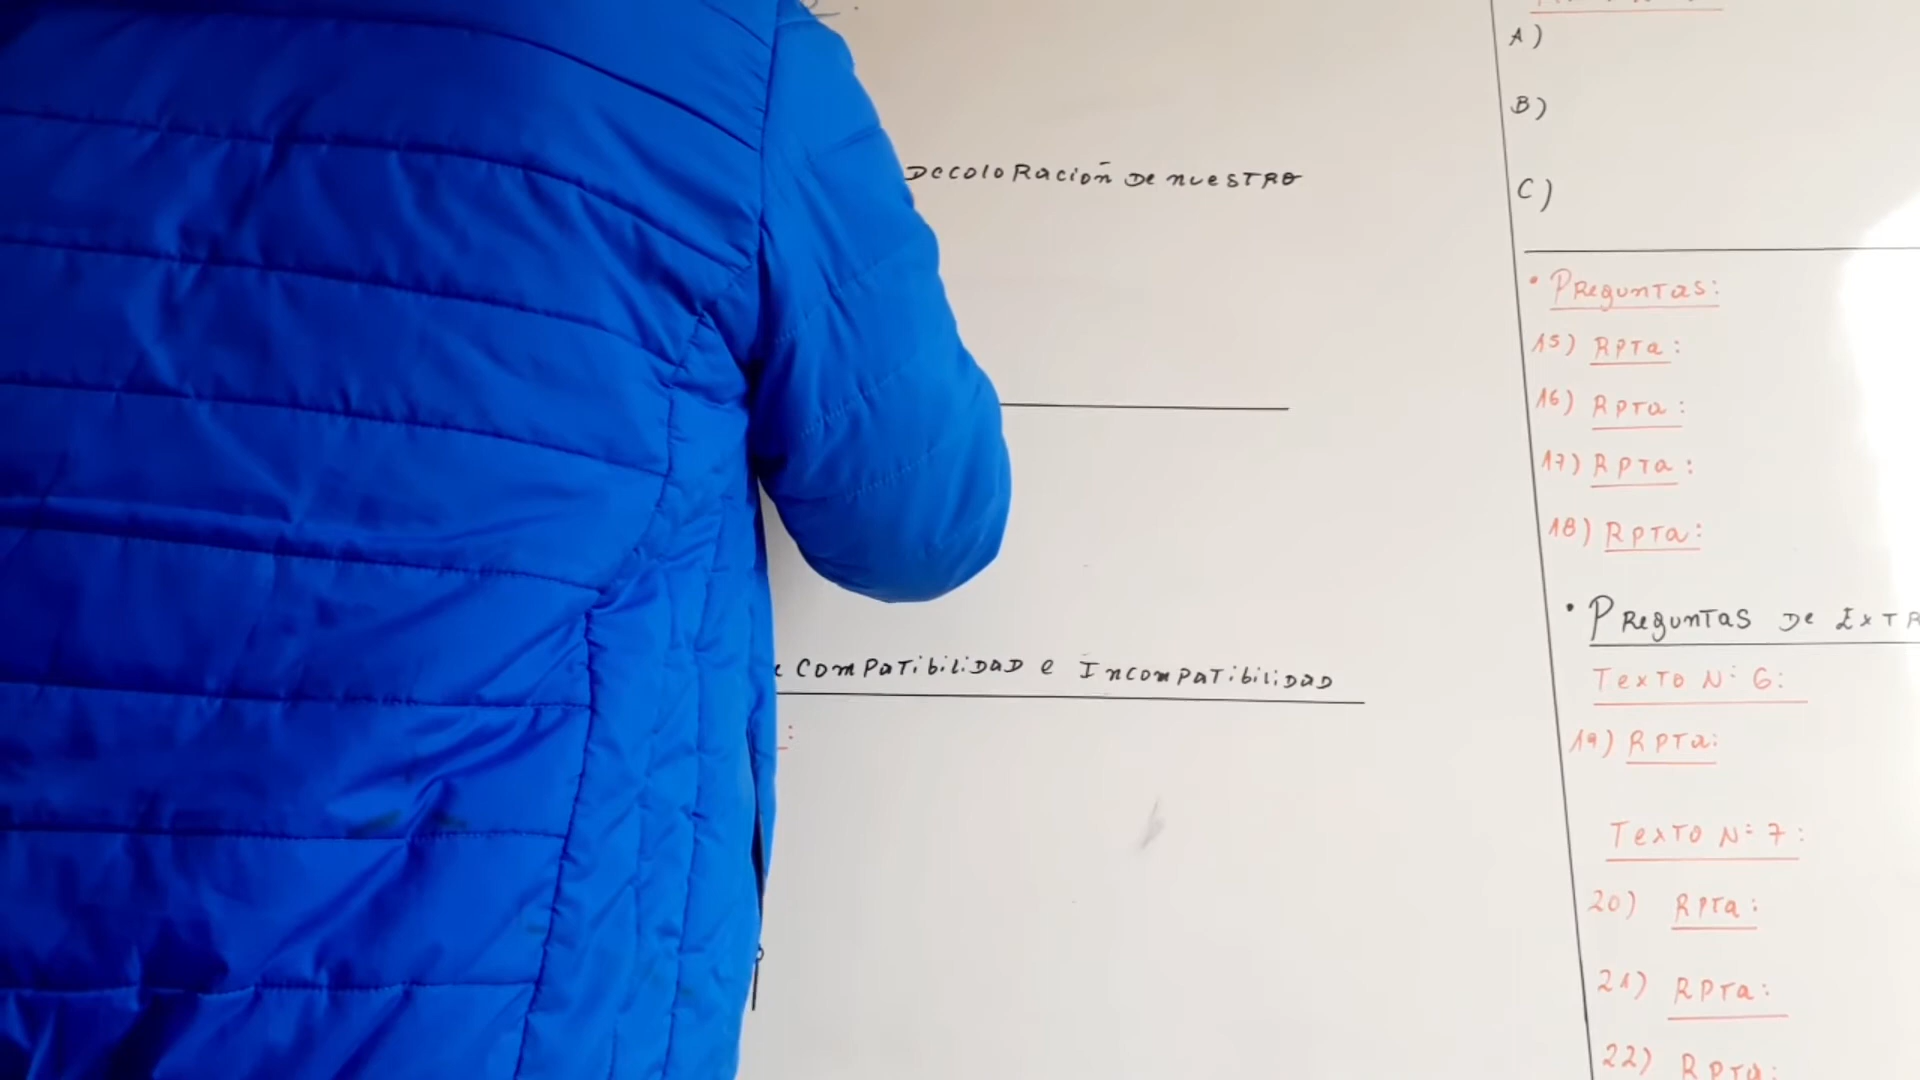 DecoloRación De nuestRo
compatibilidad e Incompatibilidad
A)
B)
C)
• Preguntas:
15) Rpta:
16) Rpta:
17) Rpta:
18) Rpta:
• Preguntas De Extr
Texto N° 6:
19) Rpta:
Texto N° 7:
20) Rpta:
21) Rpta:
22) Rpta: